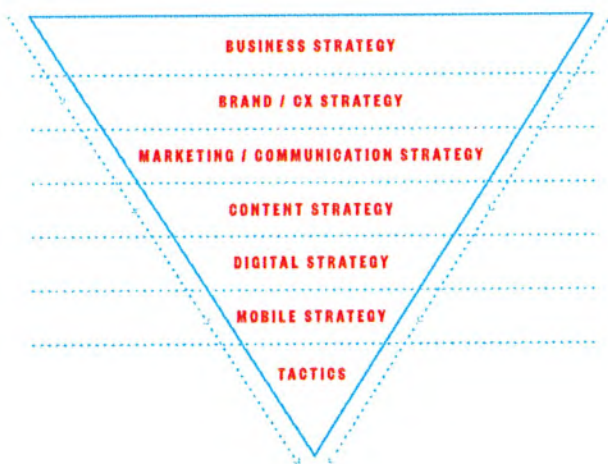 BUSINESS STRATEGY
BRAND / CX STRATEGY
MARKETING / COMMUNICATION STRATEGY
CONTENT STRATEGY
DIGITAL STRATEGY
MOBILE STRATEGY
TACTICS